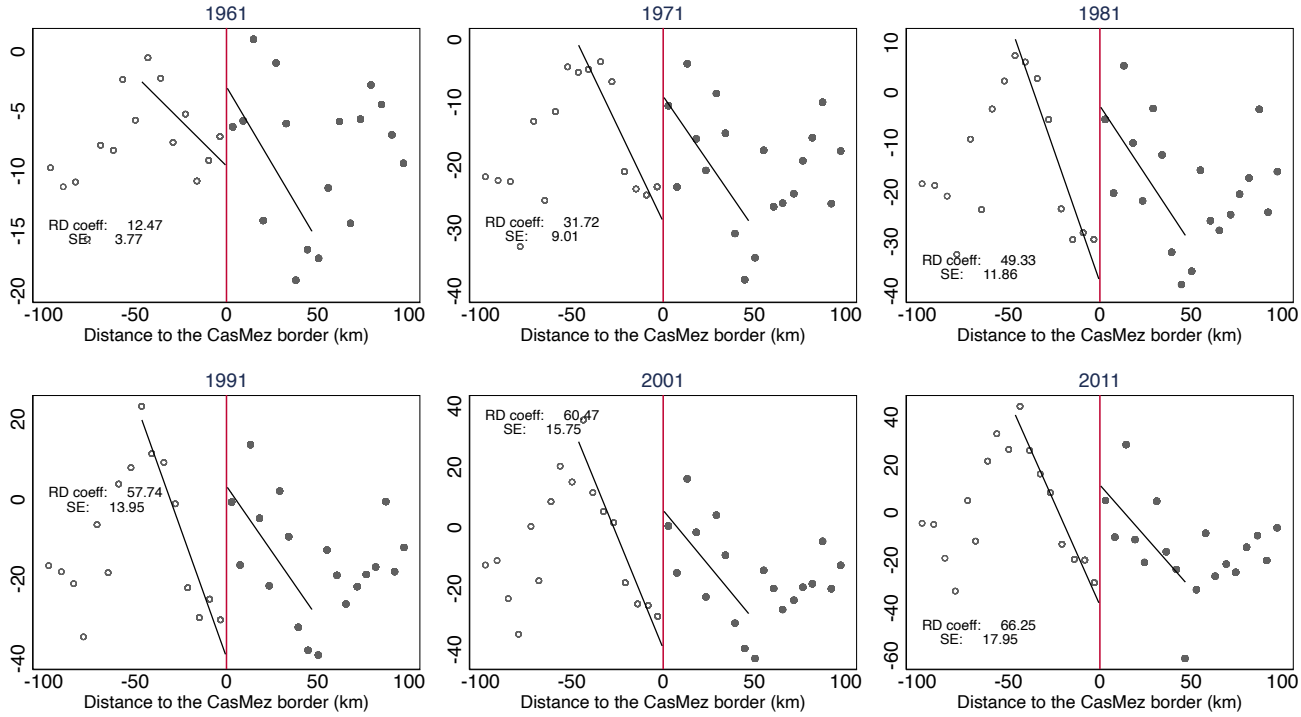 1961
0
-5
-10
-15
-20
RD coeff: 12.47
SE: 3.77
-100 -50 0 50 100
Distance to the CasMez border (km)
1971
0
-10
-20
-30
-40
RD coeff: 31.72
SE: 9.01
-100 -50 0 50 100
Distance to the CasMez border (km)
1981
10
0
-10
-20
-30
-40
RD coeff: 49.33
SE: 11.86
-100 -50 0 50 100
Distance to the CasMez border (km)
1991
20
0
-20
-40
RD coeff: 57.74
SE: 13.95
-100 -50 0 50 100
Distance to the CasMez border (km)
2001
40
20
0
-20
-40
RD coeff: 60.47
SE: 15.75
-100 -50 0 50 100
Distance to the CasMez border (km)
2011
40
20
0
-20
-40
-60
RD coeff: 66.25
SE: 17.95
-100 -50 0 50 100
Distance to the CasMez border (km)